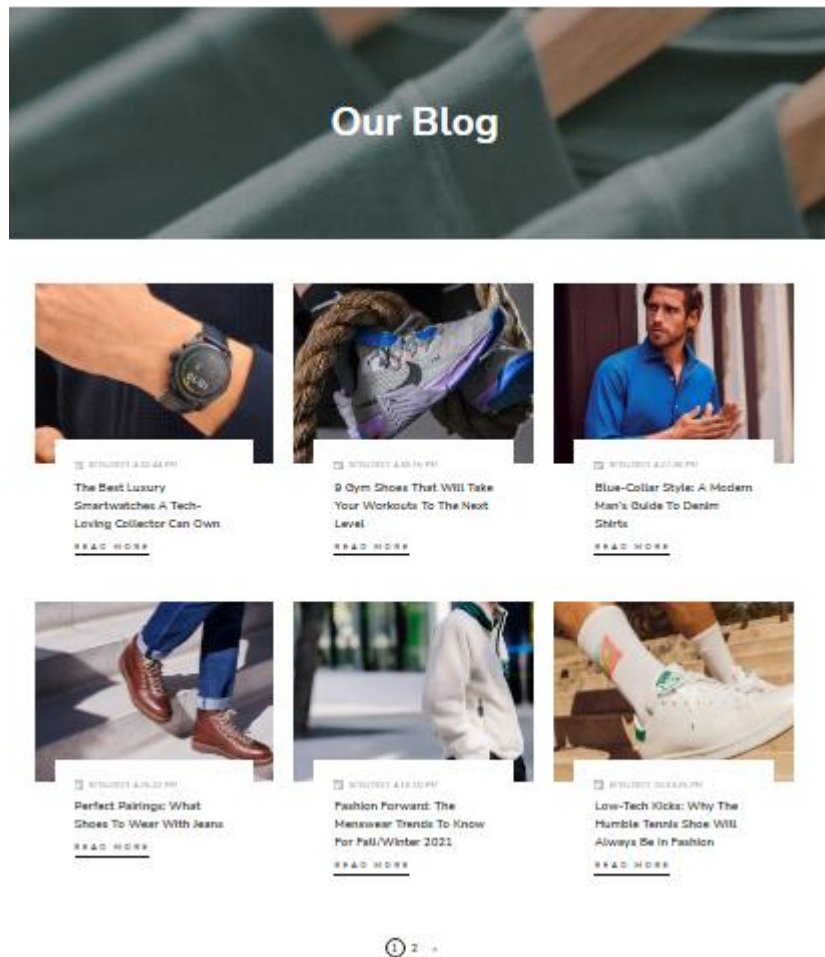 Our Blog
The Best Luxury
Smartwatches A Tech-
Loving Collector Can Own
READ MORE
9 Gym Shoes That Will Take
Your Workouts To The Next
Level
READ MORE
Blue-Collar Style: A Modern
Man's Guide To Denim
Shirts
READ MORE
Perfect Pairings: What
Shoes To Wear With Jeans
READ MORE
Fashion Forward: The
Menswear Trends To Know
For Fall/Winter 2021
READ MORE
Low-Tech Kicks: Why The
Humble Tennis Shoe Will
Always Be In Fashion
READ MORE
1 2